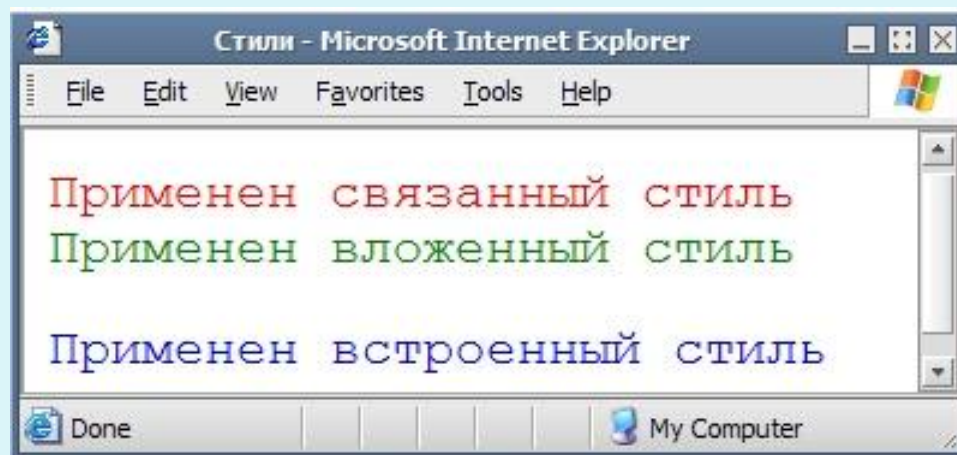 Стили - Microsoft Internet Explorer
File Edit View Favorites Tools Help
Применен связанный стиль
Применен вложенный стиль
Применен встроенный стиль
Done My Computer